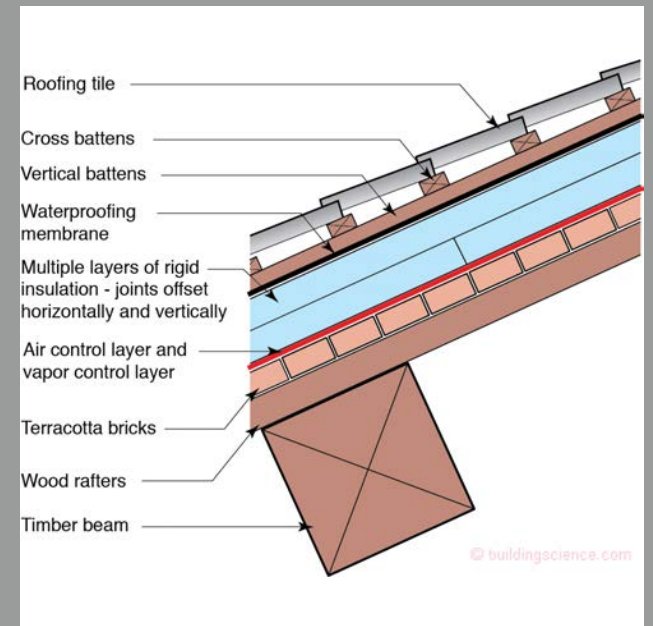 Roofing tile
Cross battens
Vertical battens
Waterproofing
membrane
Multiple layers of rigid
insulation - joints offset
horizontally and vertically
Air control layer and
vapor control layer
Terracotta bricks
Wood rafters
Timber beam
© buildingscience.com